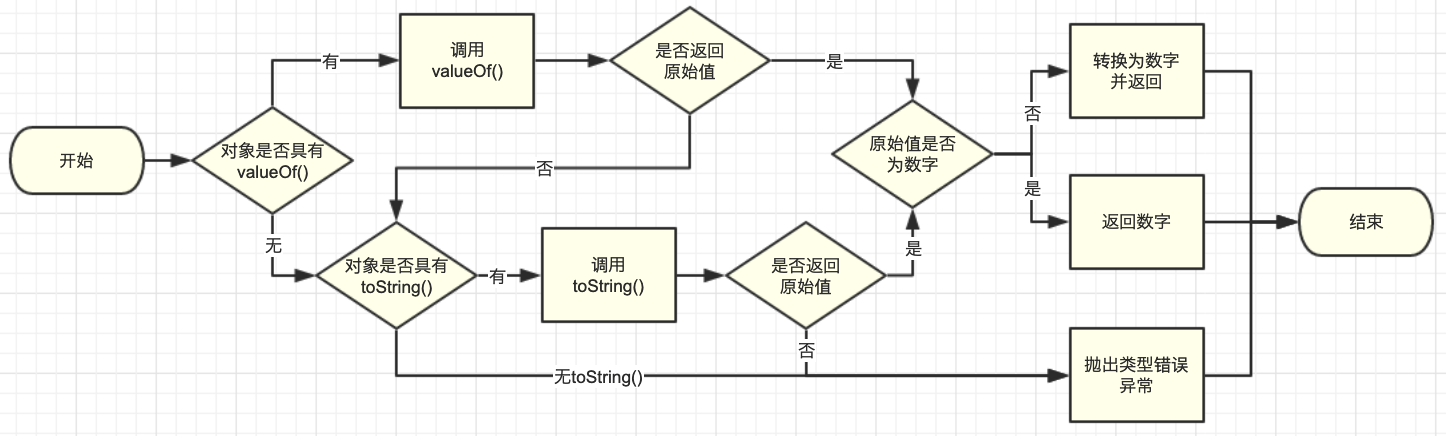 开始
对象是否具有
valueOf()
有
调用
valueOf()
是否返回
原始值
是
否
无
对象是否具有
toString()
有
调用
toString()
是否返回
原始值
是
否
无toString()
原始值是否
为数字
否
转换为数字
并返回
是
返回数字
抛出类型错误
异常
结束